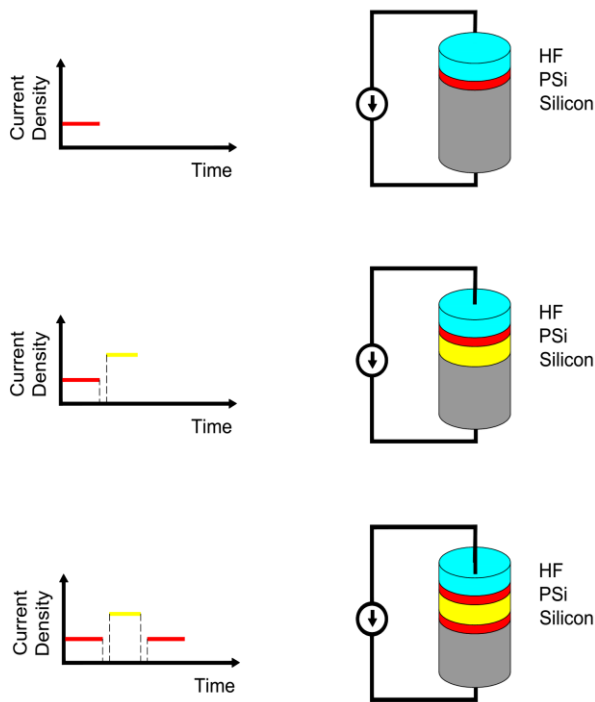 Current
Density
Time
HF
PSi
Silicon
Current
Density
Time
HF
PSi
Silicon
Current
Density
Time
HF
PSi
Silicon